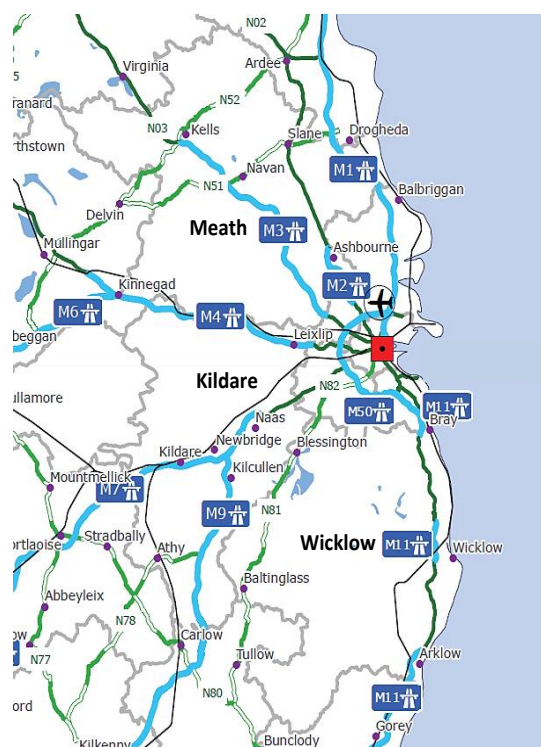 N02
Ardee
Virginia
5
ranard
N52
N03
Kells
Slane
Drogheda
rthstown
M1
Navan
N51
Balbriggan
Delvin
Meath
M3
Mullingar
Ashbourne
Kinnegad
M2
M6
M4
beggan
Leixlip
Kildare
N82
ullamore
M50
M11
Naas
Bray
Newbridge
Blessington
Kildare
Mountmellick
Kilcullen
M7
M9
N81
ortlaoise
Stradbally
Athy
Wicklow
M11
Wicklow
Baltinglass
Abbeyleix
N78
ow
Carlow
N77
Tullow
Arklow
N80
M11
ord
Gorey
Kilkenny
Bunclody